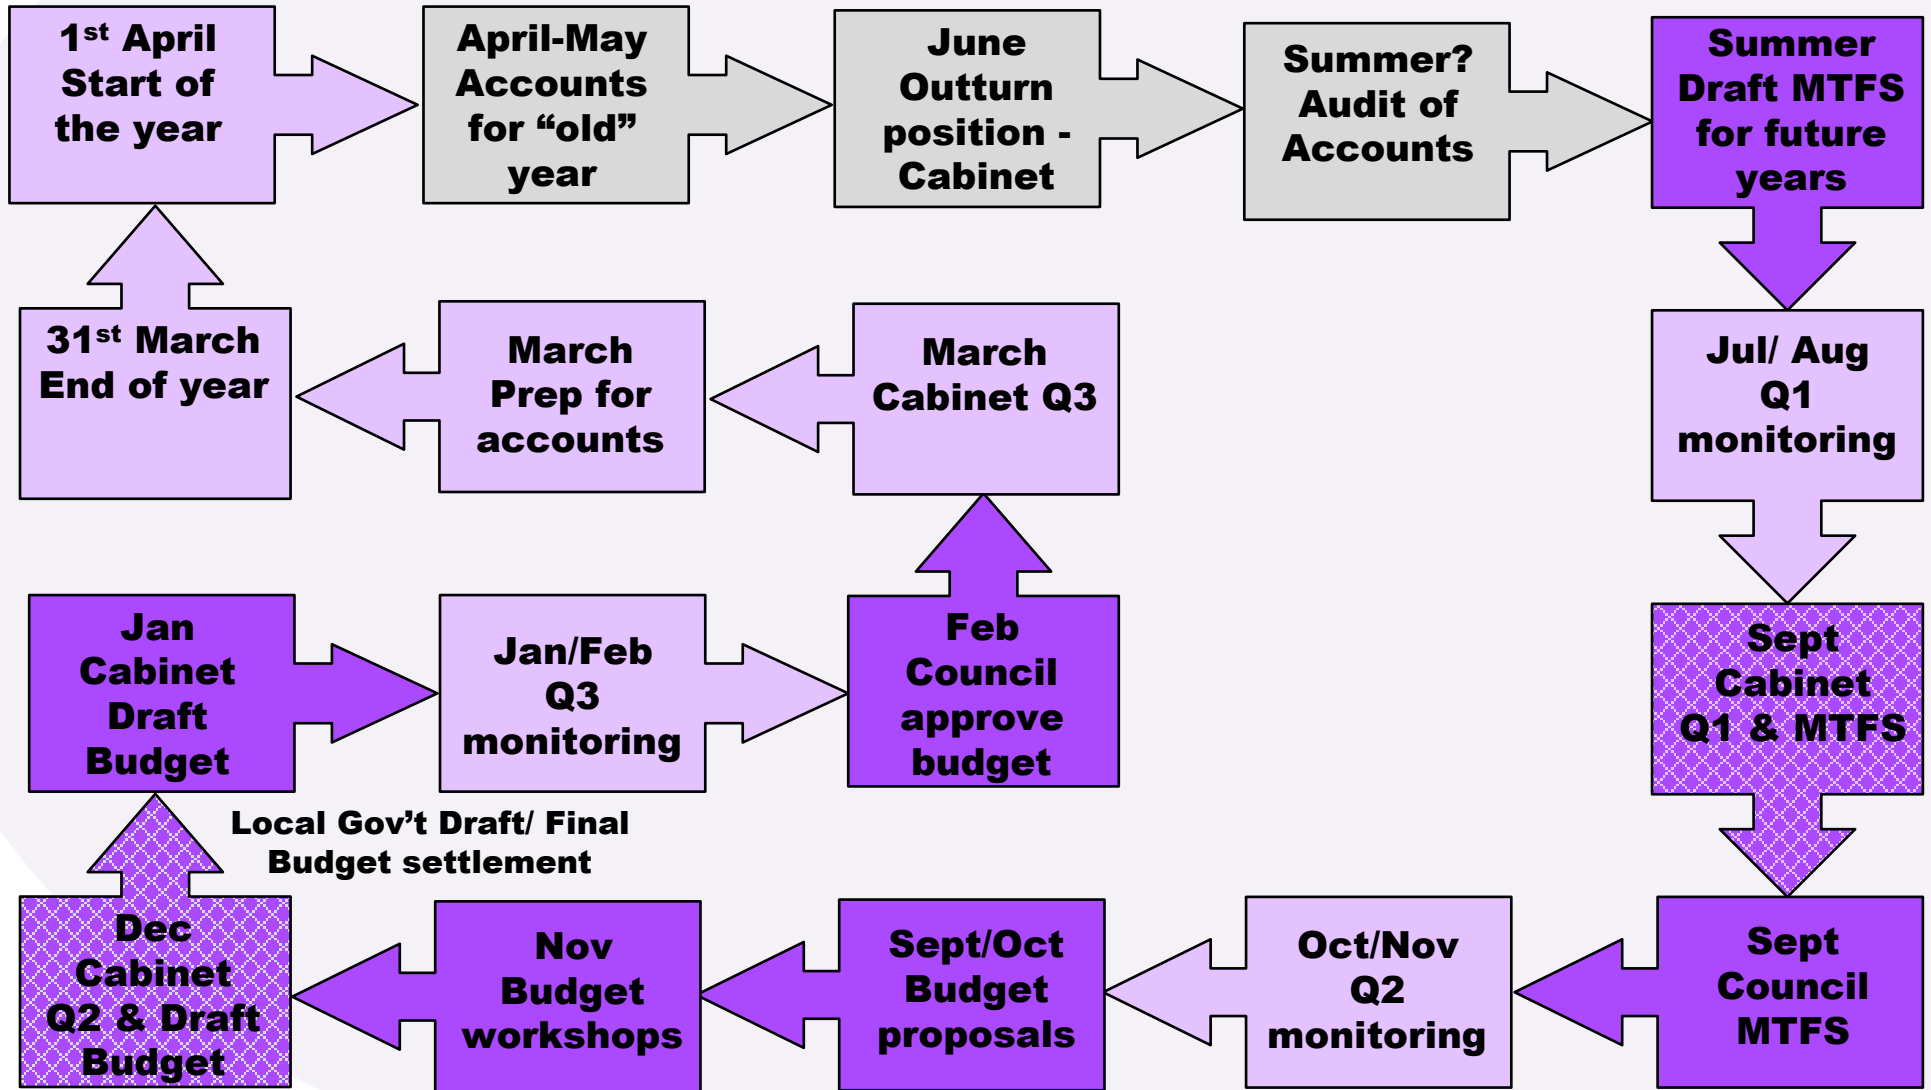 1st April
Start of
the year
April-May
Accounts
for “old”
year
June
Outturn
position -
Cabinet
Summer?
Audit of
Accounts
Summer
Draft MTFS
for future
years
Jul/ Aug
Q1
monitoring
Sept
Cabinet
Q1 & MTFS
Sept
Council
MTFS
Oct/Nov
Q2
monitoring
Sept/Oct
Budget
proposals
Nov
Budget
workshops
Dec
Cabinet
Q2 & Draft
Budget
Local Gov’t Draft/ Final
Budget settlement
Jan
Cabinet
Draft
Budget
Jan/Feb
Q3
monitoring
Feb
Council
approve
budget
March
Cabinet Q3
March
Prep for
accounts
31st March
End of year